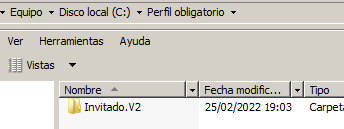 Equipo Disco local (C:) Perfil obligatorio
Ver Herramientas Ayuda
Vistas
Nombre Fecha modific... Tipo
Invitado.V2 25/02/2022 19:03 Carpeta